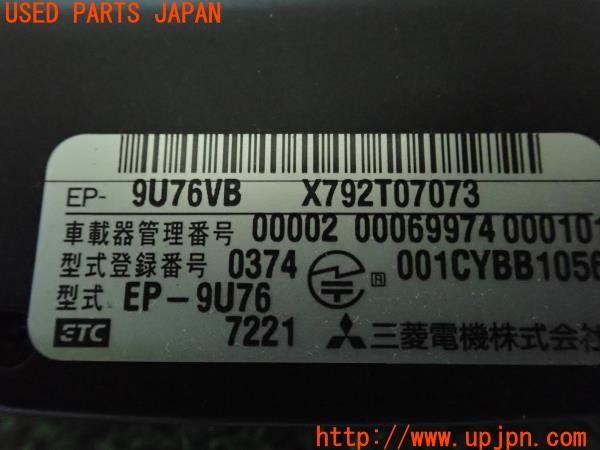 USED PARTS JAPAN
EP- 9U76VB X792T07073
車載器管理番号 00002 00069974 000101
型式登録番号 0374 R 001CYBB1056
型式 EP-9U76
ETC 7221 三菱電機株式会社
http://www.upjpn.com/